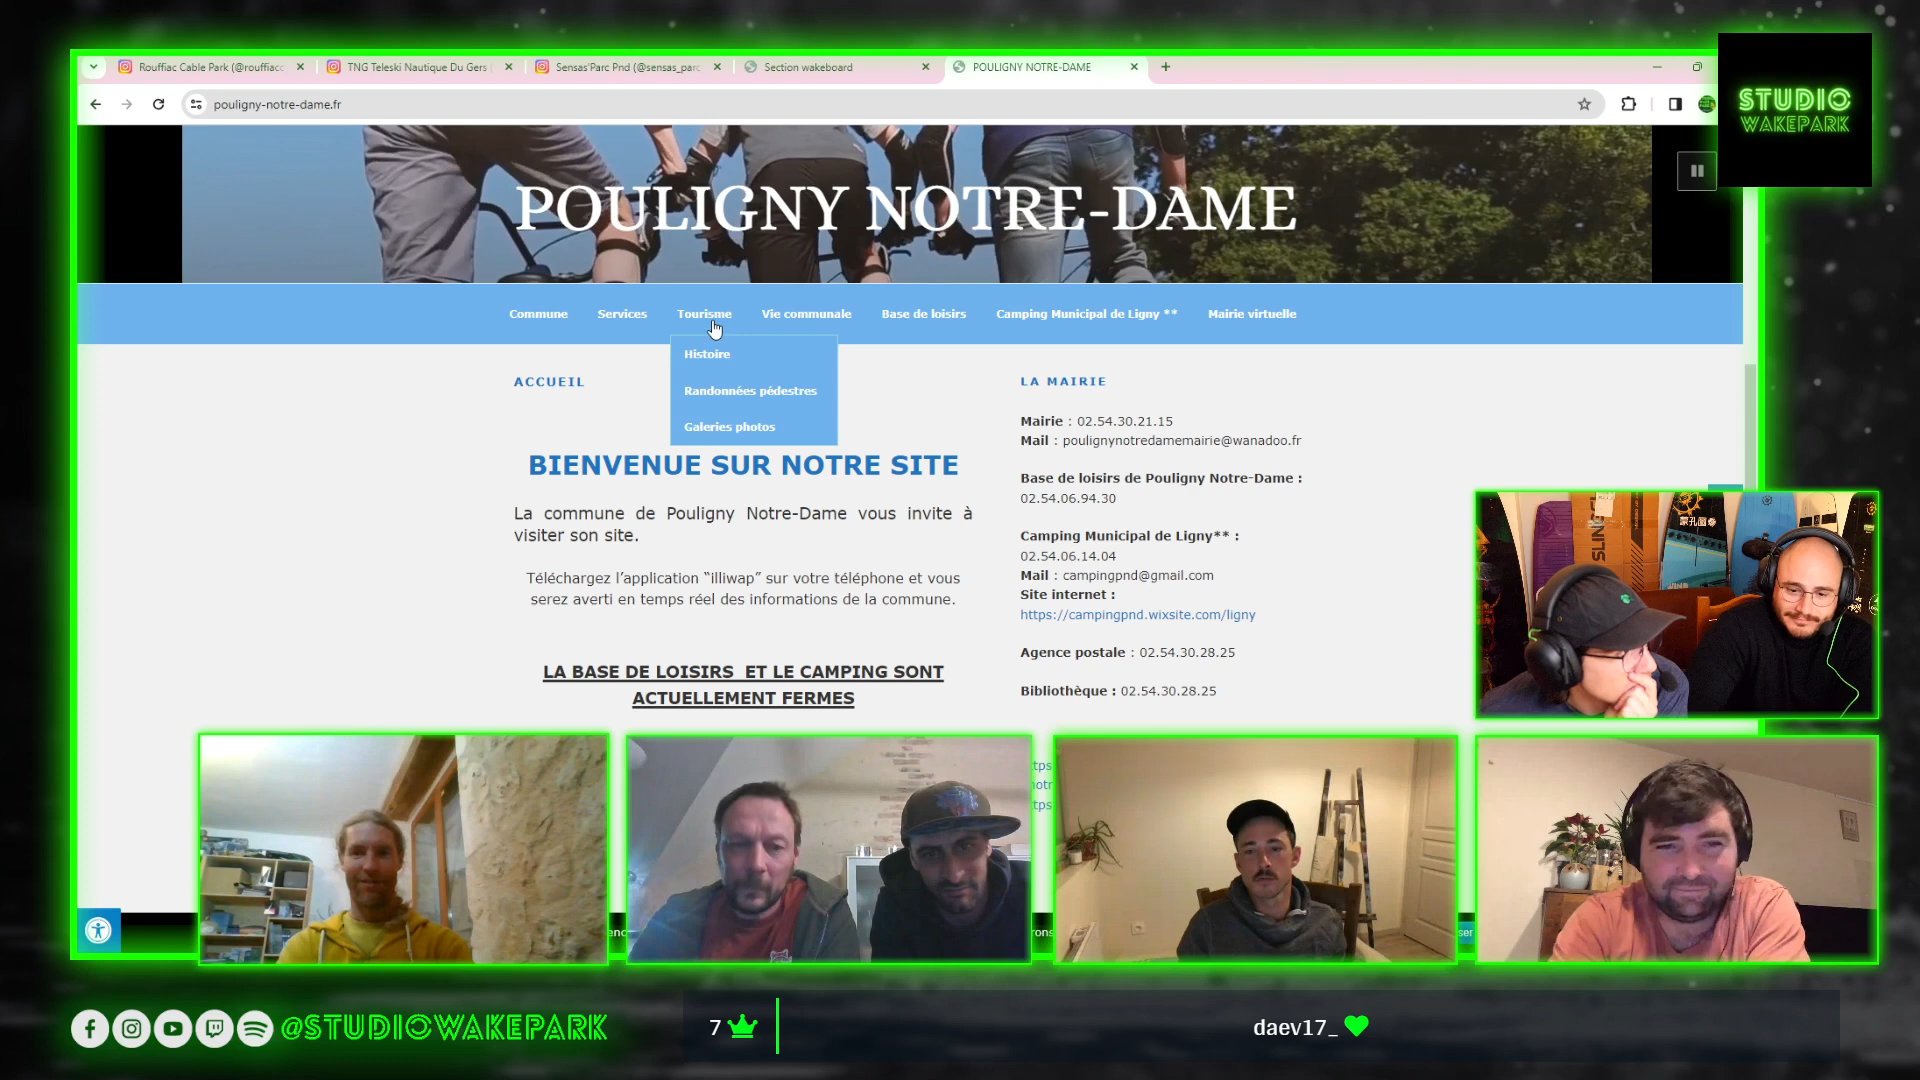 Rouffiac Cable Park (@rouffiacc
TNG Teleski Nautique Du Gers
Sensas'Parc Pnd (@sensas_parc
Section wakeboard
POULIGNY NOTRE-DAME
pouligny-notre-dame.fr
STUDIO
WAKEPARK
POULIGNY NOTRE-DAME
Commune
Services
Tourisme
Vie communale
Base de loisirs
Camping Municipal de Ligny **
Mairie virtuelle
Histoire
Randonnées pédestres
Galeries photos
ACCUEIL
BIENVENUE SUR NOTRE SITE
La commune de Pouligny Notre-Dame vous invite à
visiter son site.
Téléchargez l'application “illiwap” sur votre téléphone et vous
serez averti en temps réel des informations de la commune.
LA BASE DE LOISIRS ET LE CAMPING SONT
ACTUELLEMENT FERMES
LA MAIRIE
Mairie : 02.54.30.21.15
Mail : poulignynotredamemairie@wanadoo.fr
Base de loisirs de Pouligny Notre-Dame :
02.54.06.94.30
Camping Municipal de Ligny** :
02.54.06.14.04
Mail : campingpnd@gmail.com
Site internet :
https://campingpnd.wixsite.com/ligny
Agence postale : 02.54.30.28.25
Bibliothèque : 02.54.30.28.25
@STUDIOWAKEPARK
7
daev17_